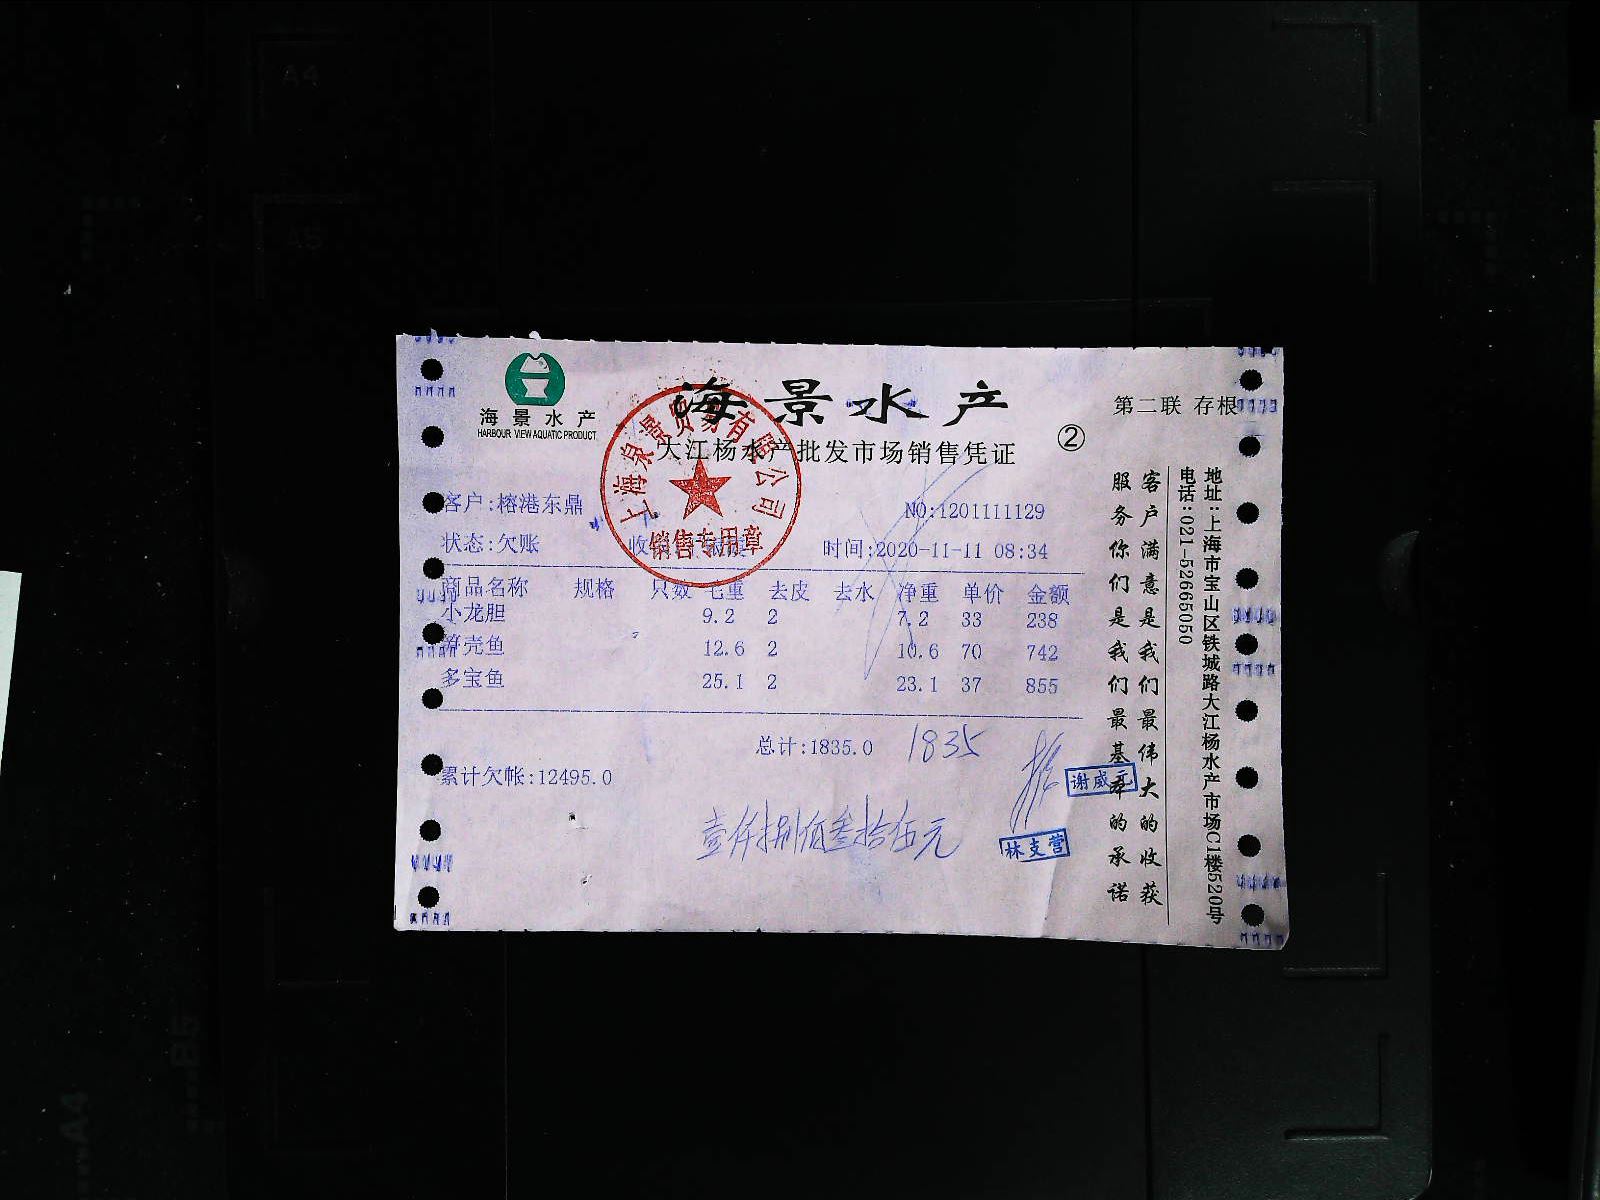 A4
A5
海景水产
HARBOUR VIEW AQUATIC PRODUCT
海景水产
大江杨水产批发市场销售凭证
②
第二联 存根
上海泉景贸易有限公司
销售专用章
客户:榕港东鼎
NO:1201111129
状态:欠账
时间:2020-11-11 08:34
商品名称 规格 只数 毛重 去皮 去水 净重 单价 金额
小龙胆 9.2 2 7.2 33 238
笋壳鱼 12.6 2 10.6 70 742
多宝鱼 25.1 2 23.1 37 855
总计:1835.0 1835
累计欠帐:12495.0
壹仟捌佰叁拾伍元
谢威元
林支营
客户满意是我们最伟大的收获
服务你们是我们最基本的承诺
地址:上海市宝山区铁城路大江杨水产市场C1楼520号
电话:021-52665050
B5
A4